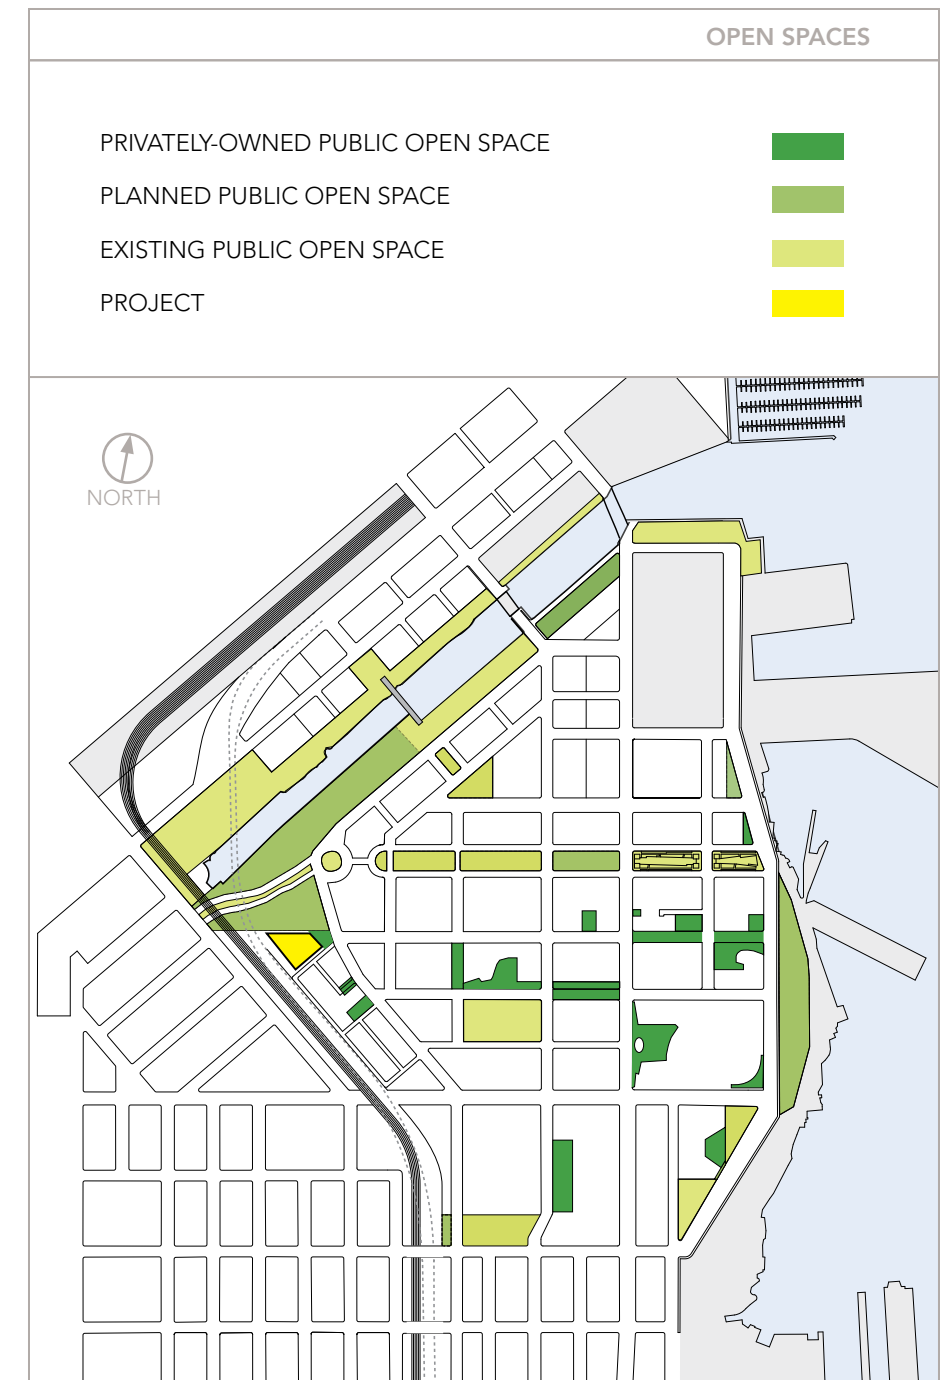 OPEN SPACES
PRIVATELY-OWNED PUBLIC OPEN SPACE
PLANNED PUBLIC OPEN SPACE
EXISTING PUBLIC OPEN SPACE
PROJECT
NORTH